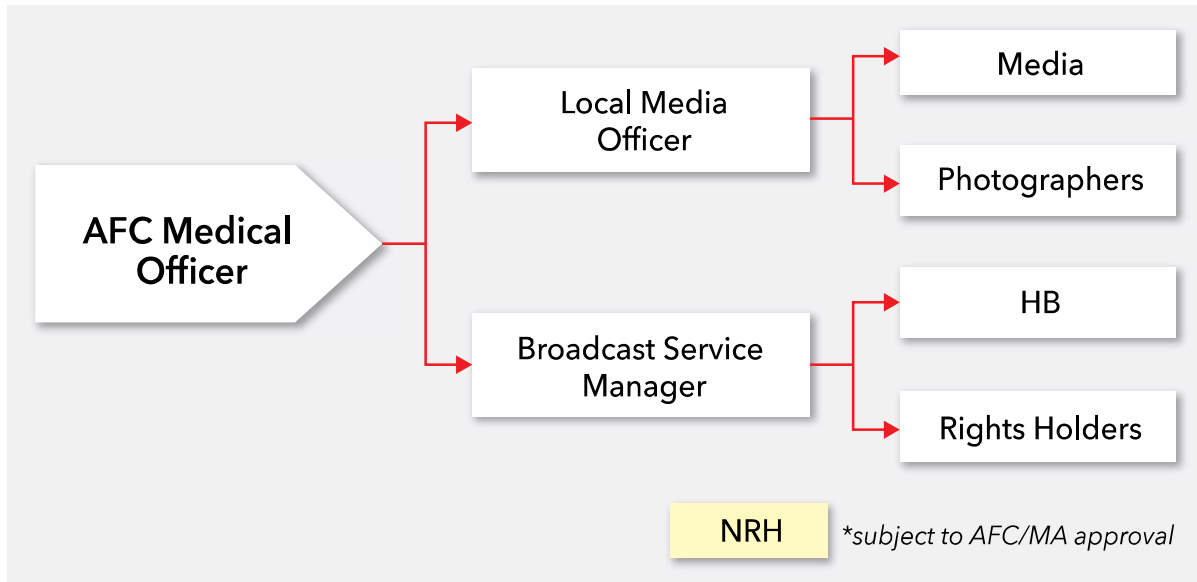 AFC Medical
Officer
Local Media
Officer
Broadcast Service
Manager
Media
Photographers
HB
Rights Holders
NRH
*subject to AFC/MA approval